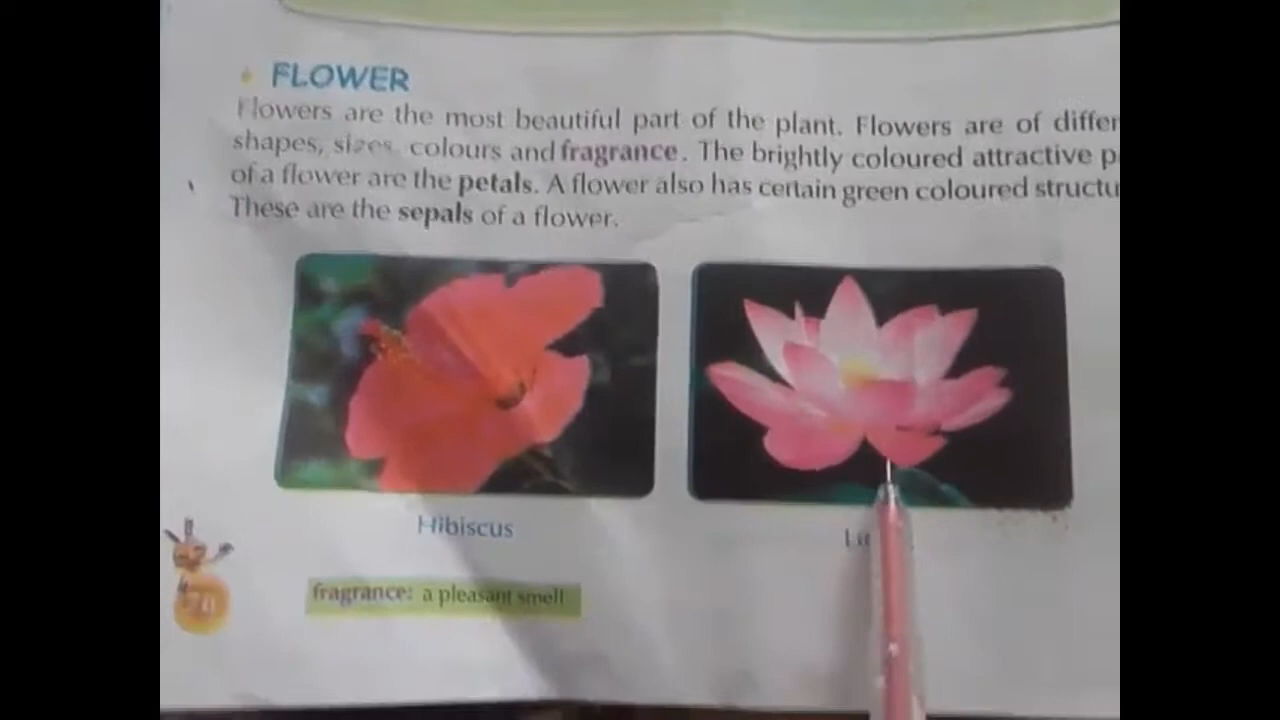 FLOWER
Flowers are the most beautiful part of the plant. Flowers are of differ
shapes, sizes, colours and fragrance. The brightly coloured attractive p
of a flower are the petals. A flower also has certain green coloured structu
These are the sepals of a flower.
Hibiscus
fragrance: a pleasant smell
70